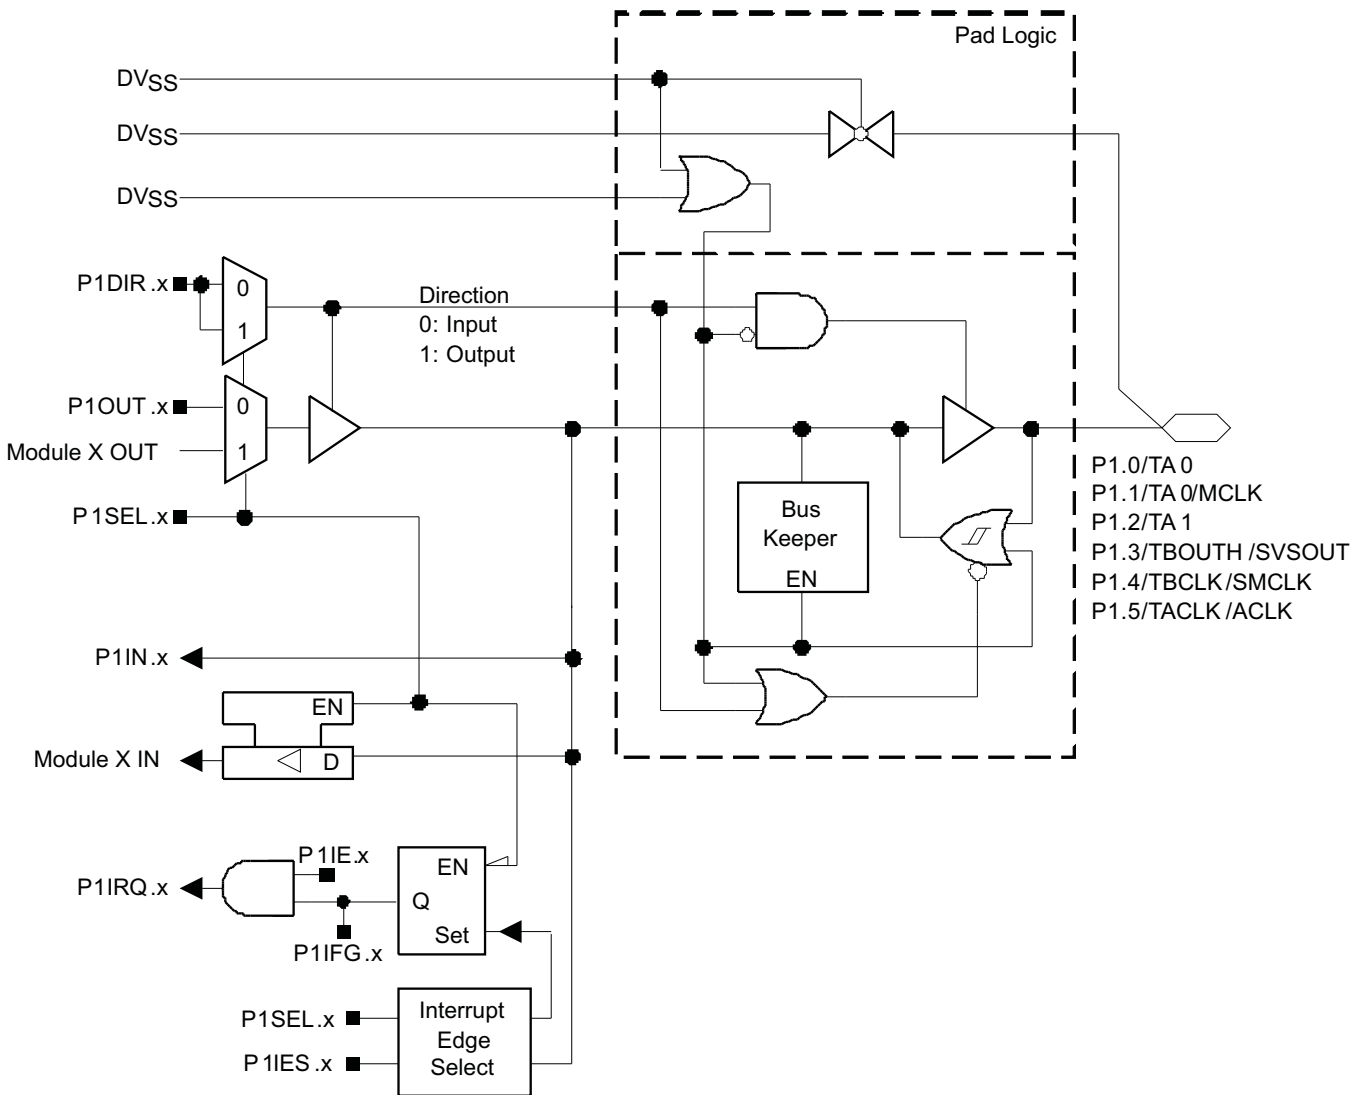 Pad Logic
DVSS
DVSS
DVSS
P1DIR.x
0
1
Direction
0: Input
1: Output
P1OUT.x
0
Module X OUT
1
P1SEL.x
Bus
Keeper
EN
P1.0/TA0
P1.1/TA0/MCLK
P1.2/TA1
P1.3/TBOUTH/SVSOUT
P1.4/TBCLK/SMCLK
P1.5/TACLK/ACLK
P1IN.x
EN
Module X IN
D
P1IE.x
P1IRQ.x
EN
Q
Set
P1IFG.x
P1SEL.x
P1IES.x
Interrupt
Edge
Select